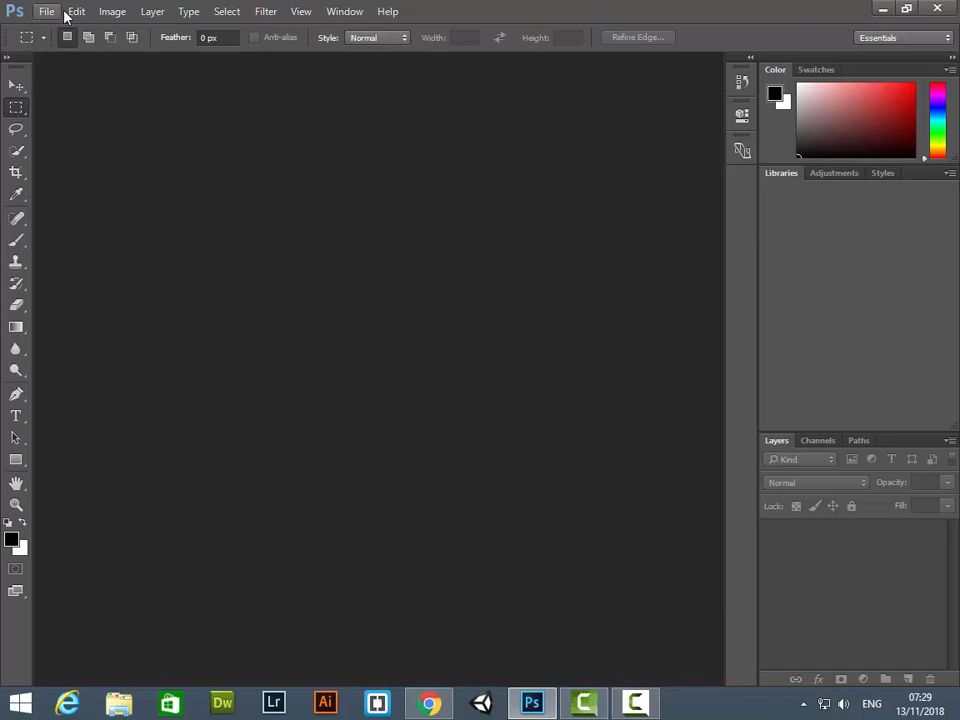 Ps File Edit Image Layer Type Select Filter View Window Help
Feather: 0 px Anti-alias Style: Normal Width: Height: Refine Edge... Essentials
Color Swatches
Libraries Adjustments Styles
Layers Channels Paths
Kind T
Normal Opacity:
Lock: Fill:
T
fx
Dw Lr Ai Ps ENG 07:29
13/11/2018